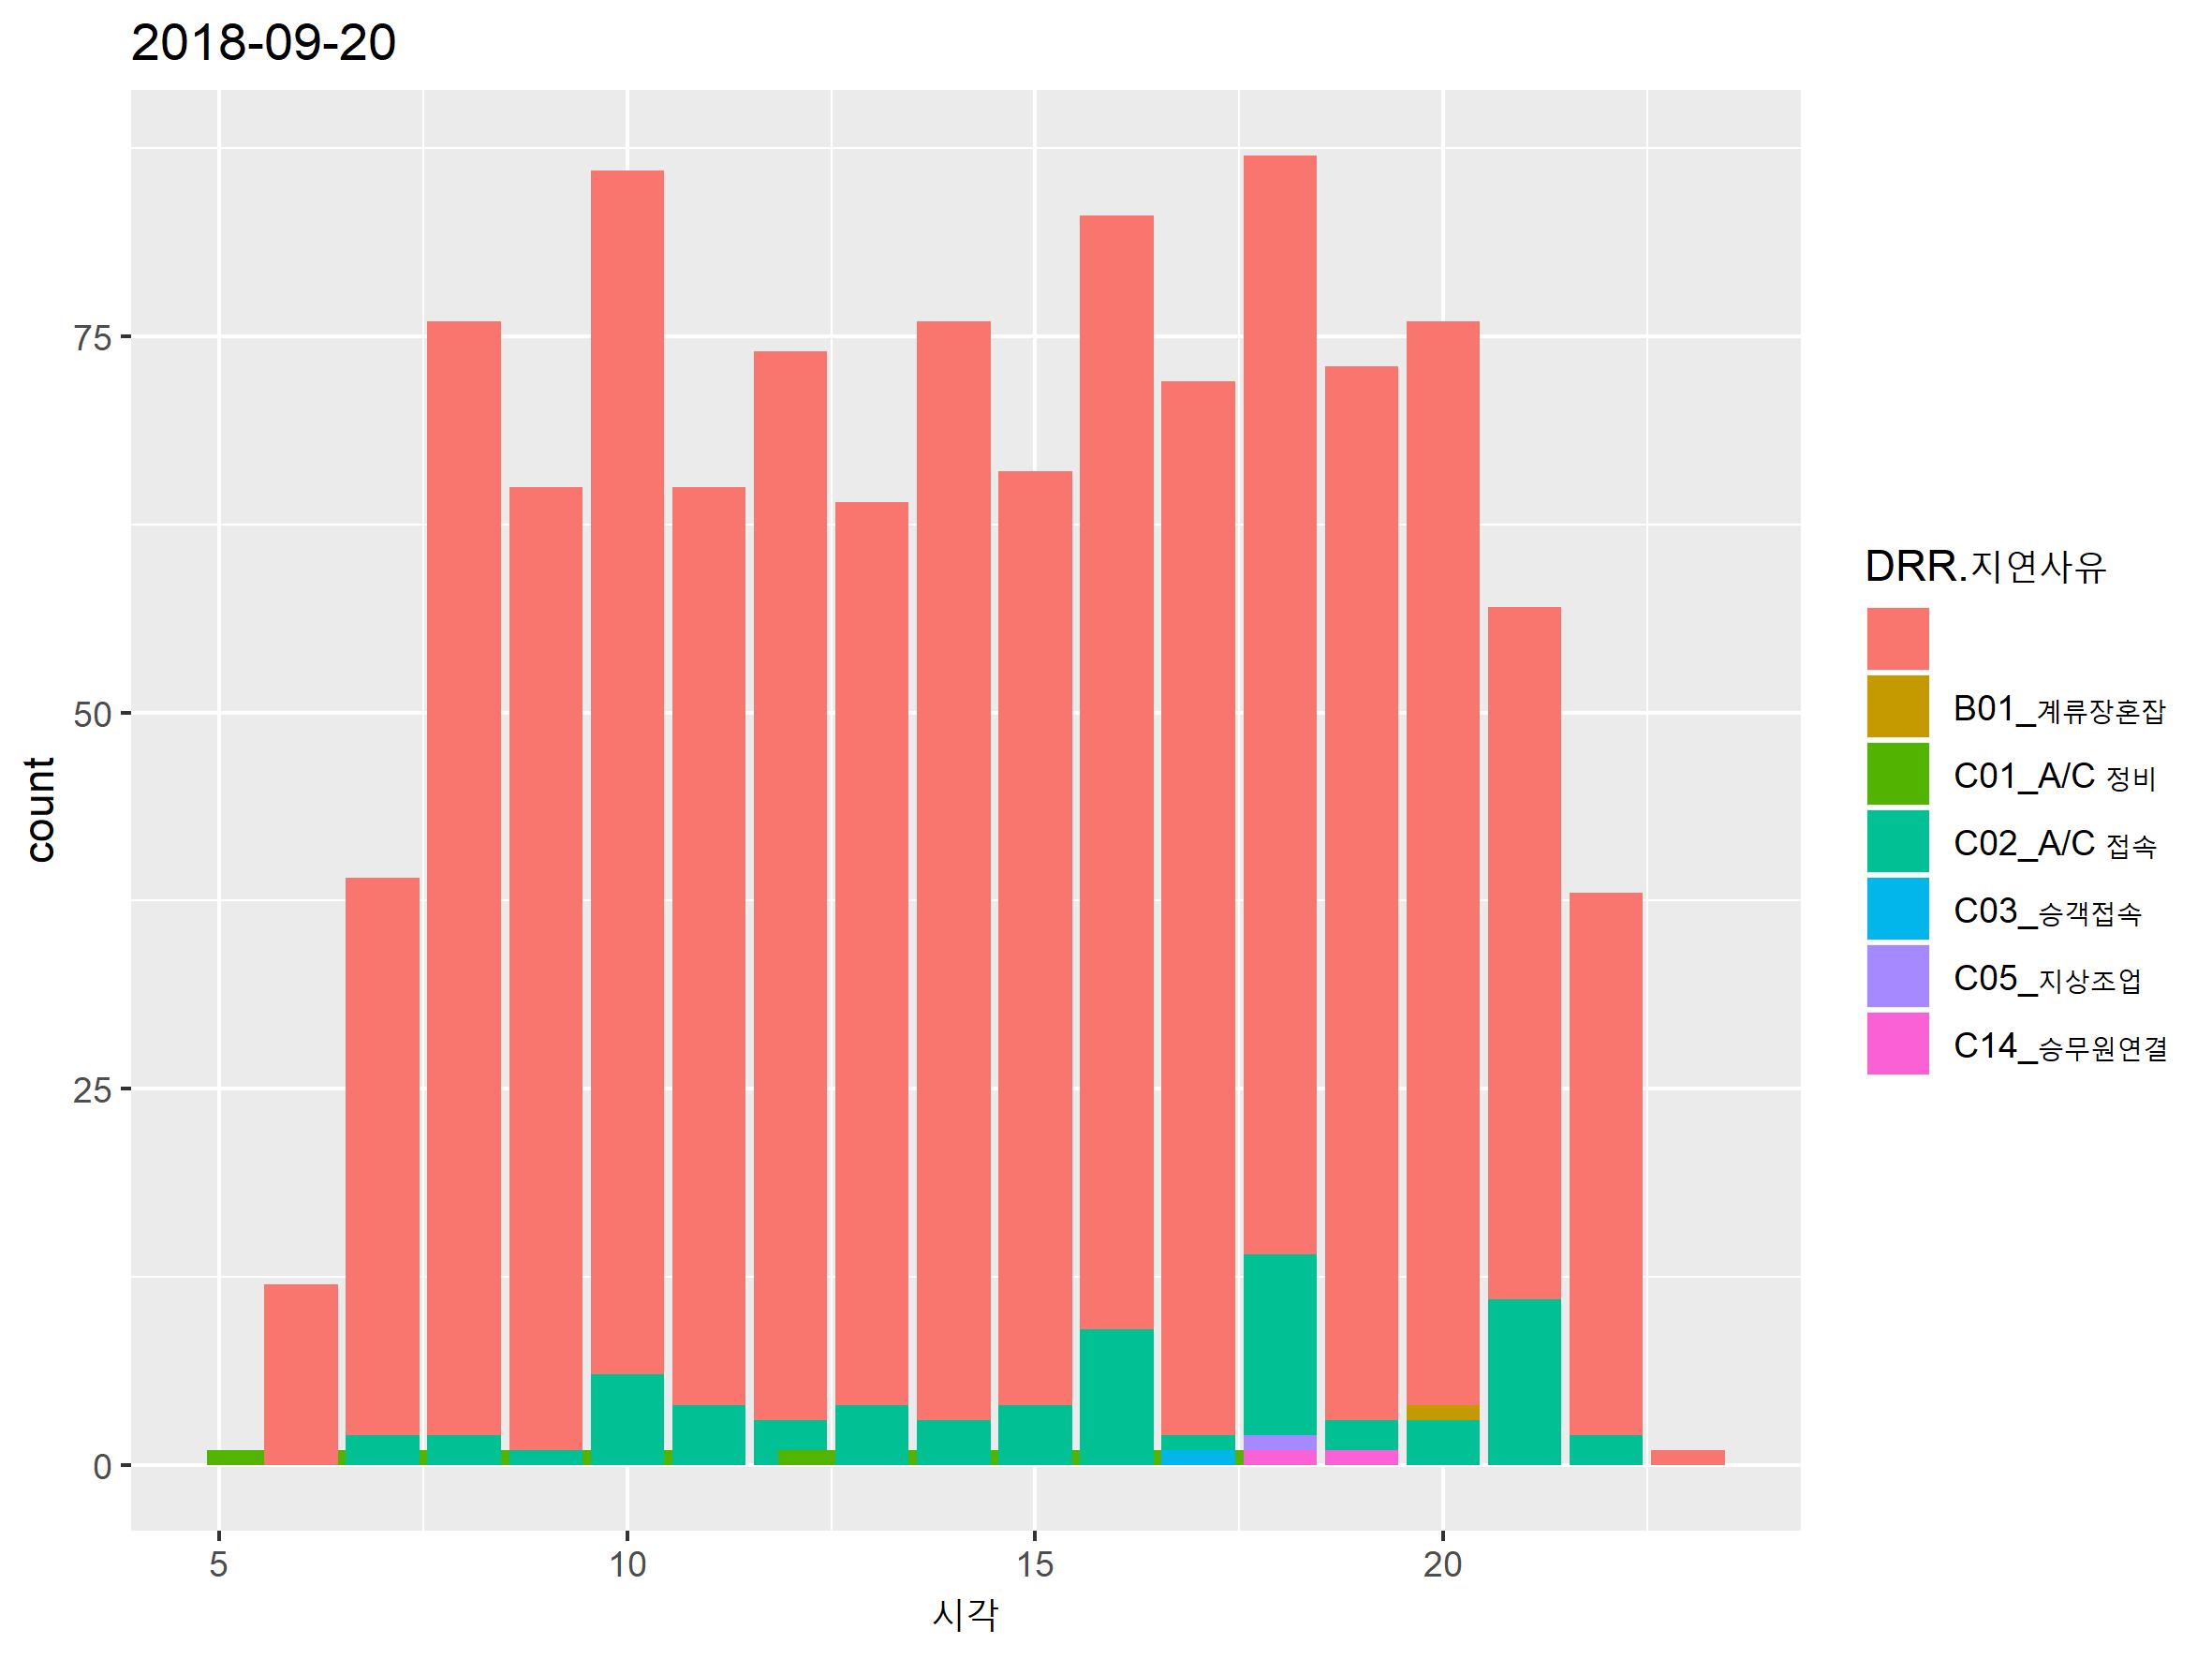 2018-09-20
75
50
25
0
count
5 10 15 20
시각
DRR.지연사유
B01_계류장혼잡
C01_A/C 정비
C02_A/C 접속
C03_승객접속
C05_지상조업
C14_승무원연결